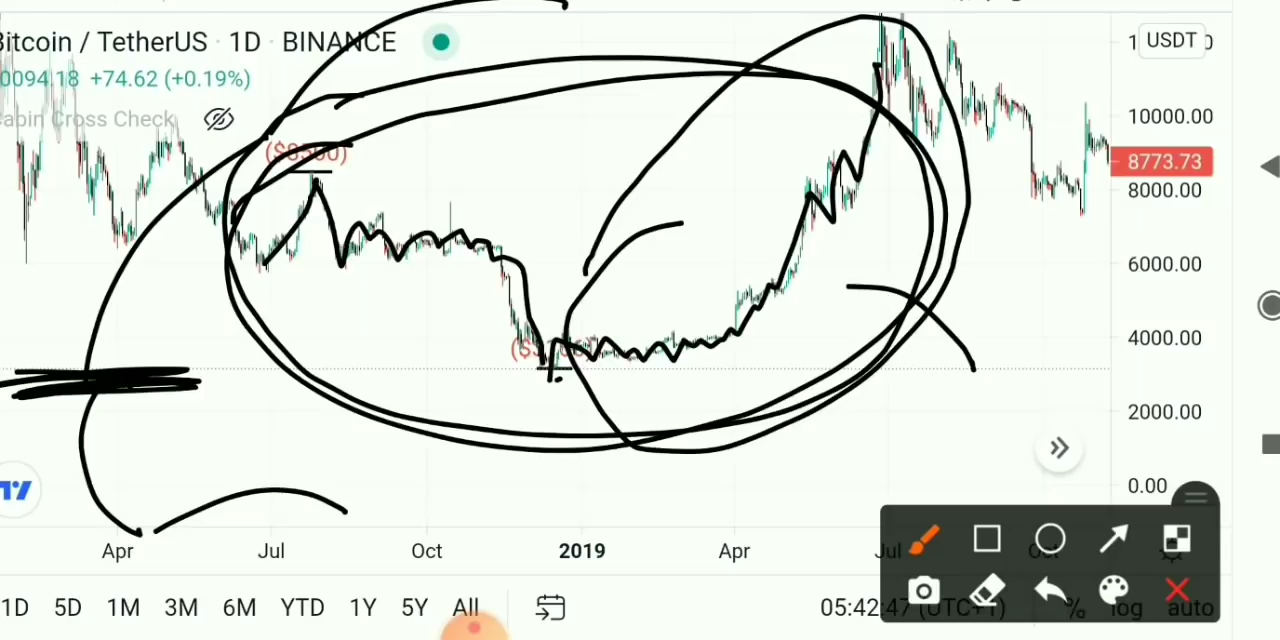 Bitcoin / TetherUS · 1D · BINANCE
0094.18 +74.62 (+0.19%)
Cross Check
USDT
10000.00
8773.73
8000.00
6000.00
4000.00
2000.00
0.00
Apr Jul Oct 2019 Apr Jul Oct
1D 5D 1M 3M 6M YTD 1Y 5Y All 05:42:47 (UTC+1) % log auto